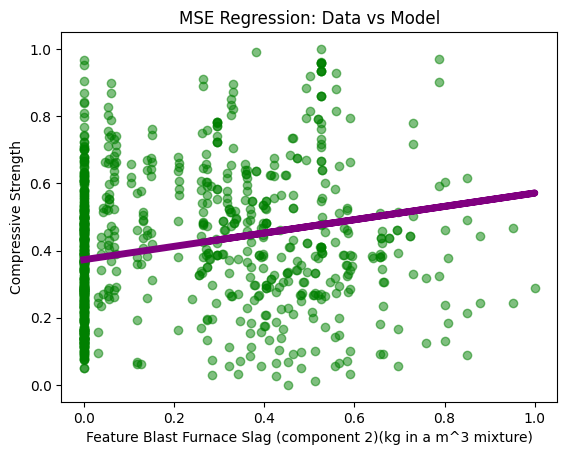 MSE Regression: Data vs Model
Compressive Strength
1.0
0.8
0.6
0.4
0.2
0.0
0.0 0.2 0.4 0.6 0.8 1.0
Feature Blast Furnace Slag (component 2)(kg in a m^3 mixture)